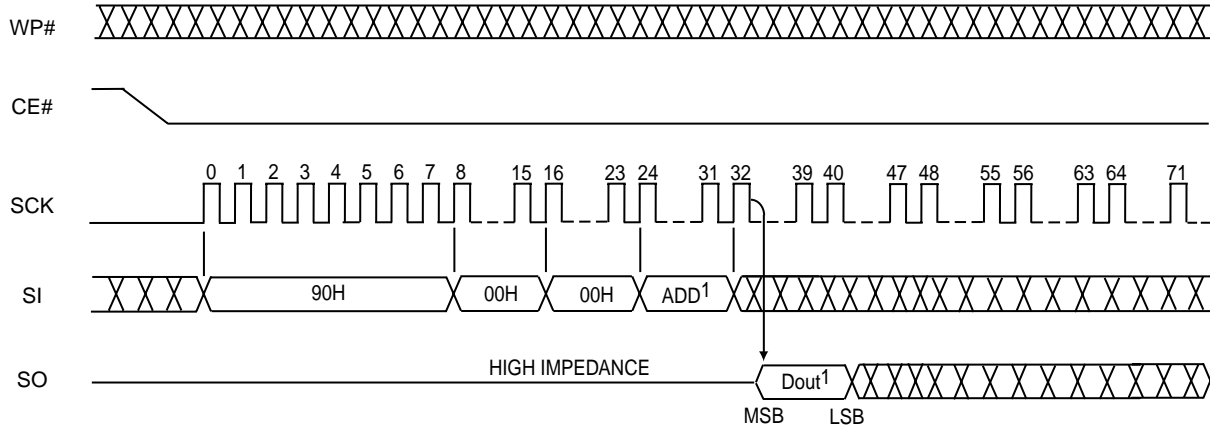 WP#
CE#
0 1 2 3 4 5 6 7 8 15 16 23 24 31 32 39 40 47 48 55 56 63 64 71
SCK
SI 90H 00H 00H ADD1
HIGH IMPEDANCE
SO Dout1
MSB LSB